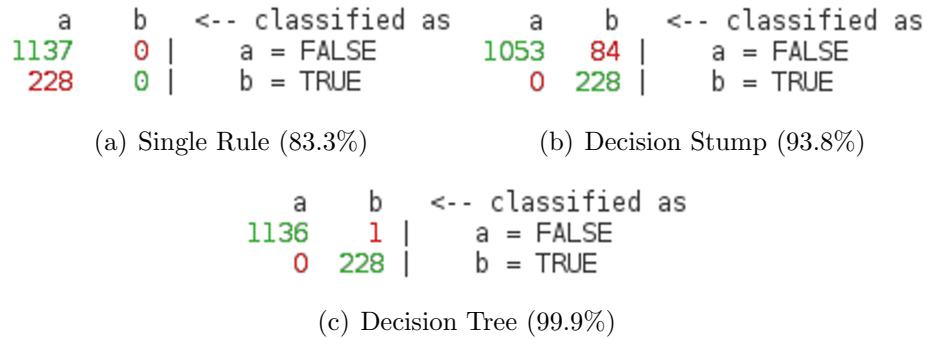 a b <-- classified as
1137 0 | a = FALSE
228 0 | b = TRUE
(a) Single Rule (83.3%)
a b <-- classified as
1053 84 | a = FALSE
0 228 | b = TRUE
(b) Decision Stump (93.8%)
a b <-- classified as
1136 1 | a = FALSE
0 228 | b = TRUE
(c) Decision Tree (99.9%)